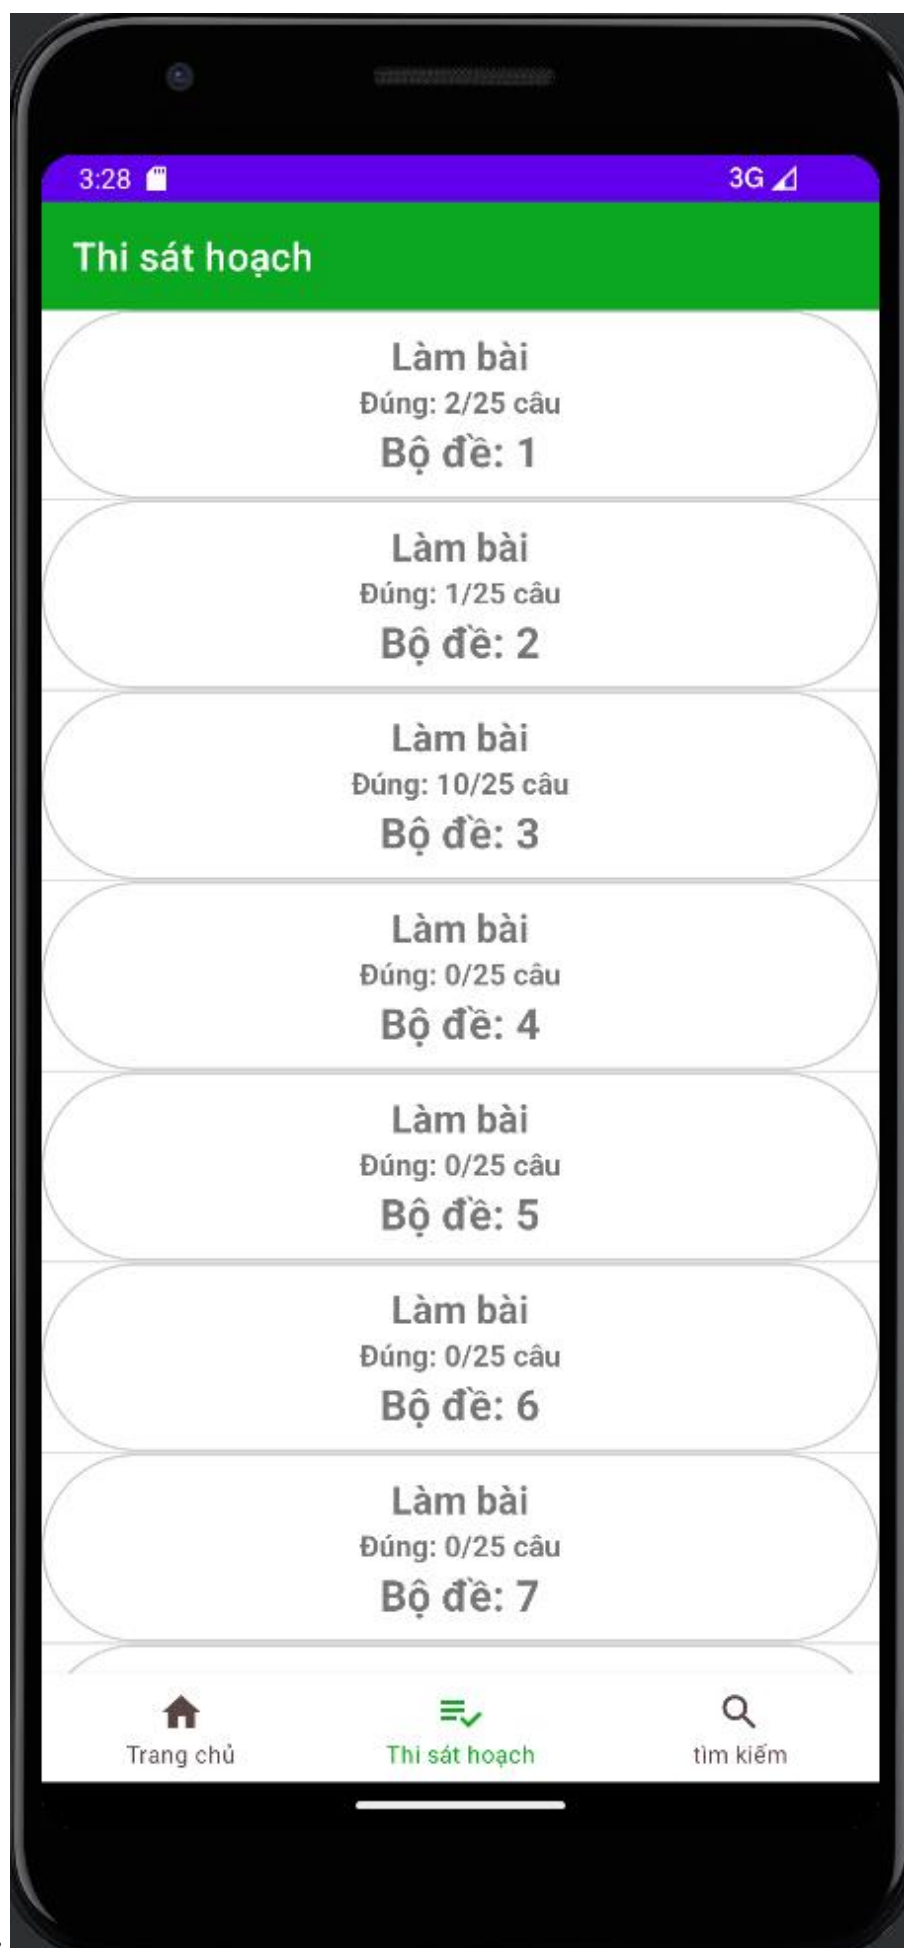 3:28
3G
Thi sát hoạch
Làm bài
Đúng: 2/25 câu
Bộ đề: 1
Làm bài
Đúng: 1/25 câu
Bộ đề: 2
Làm bài
Đúng: 10/25 câu
Bộ đề: 3
Làm bài
Đúng: 0/25 câu
Bộ đề: 4
Làm bài
Đúng: 0/25 câu
Bộ đề: 5
Làm bài
Đúng: 0/25 câu
Bộ đề: 6
Làm bài
Đúng: 0/25 câu
Bộ đề: 7
Trang chủ
Thi sát hoạch
tìm kiếm